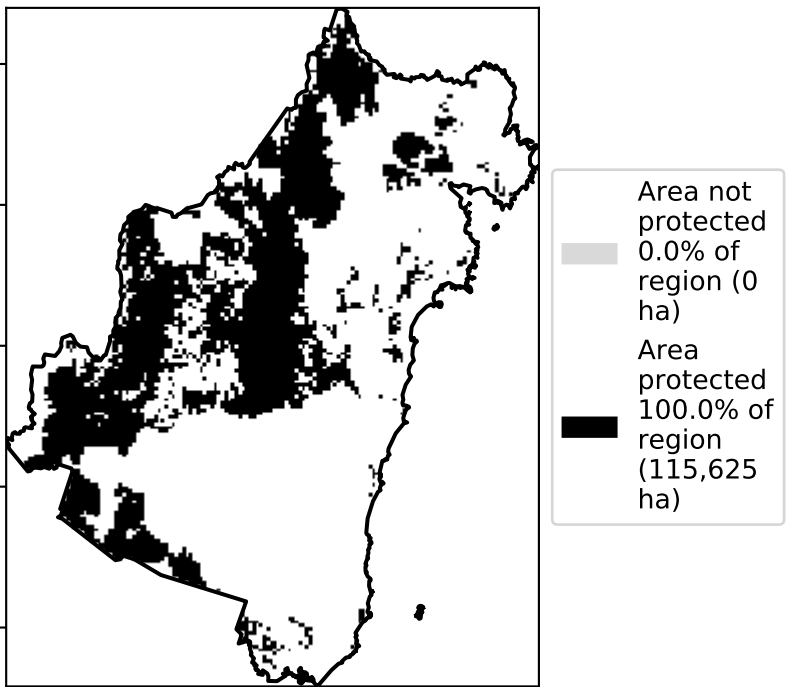 Area not
protected
0.0% of
region (0
ha)
Area
protected
100.0% of
region
(115,625
ha)